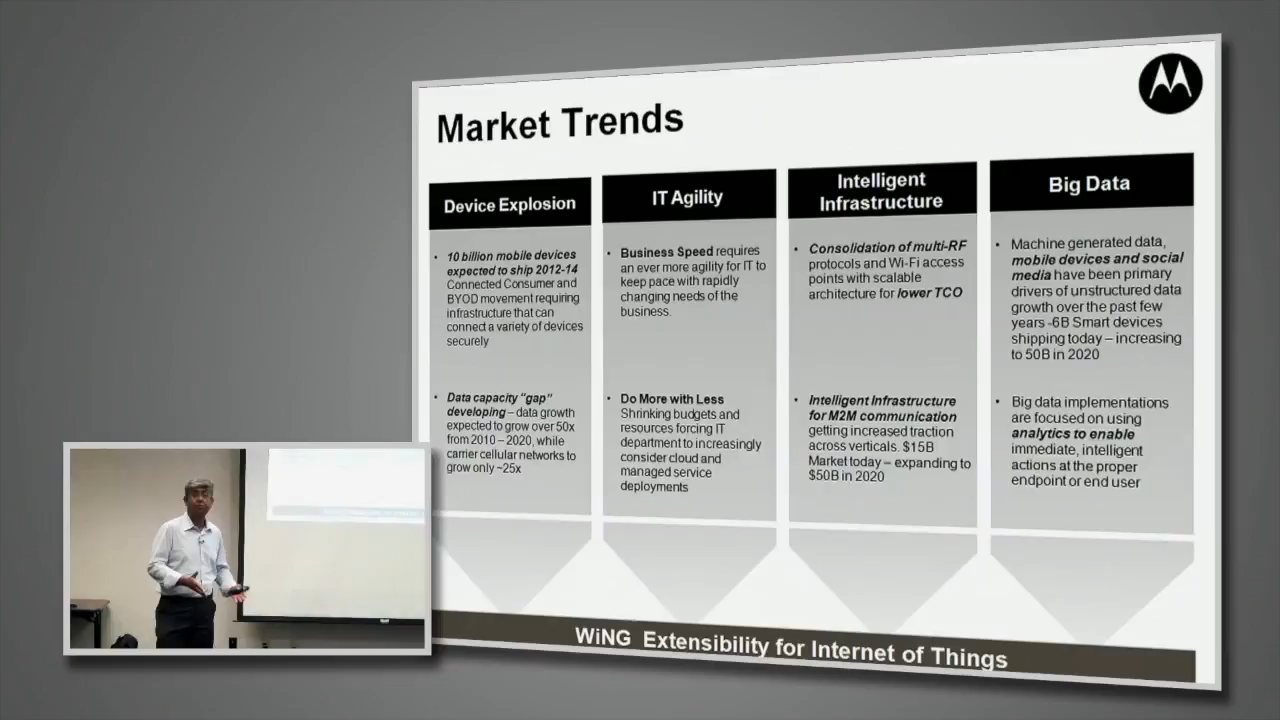 Market Trends
Device Explosion
• 10 billion mobile devices
expected to ship 2012-14
Connected Consumer and
BYOD movement requiring
infrastructure that can
connect a variety of devices
securely
• Data capacity “gap”
developing – data growth
expected to grow over 50x
from 2010 – 2020, while
carrier cellular networks to
grow only ~25x
IT Agility
• Business Speed requires
an ever more agility for IT to
keep pace with rapidly
changing needs of the
business.
• Do More with Less
Shrinking budgets and
resources forcing IT
department to increasingly
consider cloud and
managed service
deployments
Intelligent
Infrastructure
• Consolidation of multi-RF
protocols and Wi-Fi access
points with scalable
architecture for lower TCO
• Intelligent Infrastructure
for M2M communication
getting increased traction
across verticals. $15B
Market today – expanding to
$50B in 2020
Big Data
• Machine generated data,
mobile devices and social
media have been primary
drivers of unstructured data
growth over the past few
years -6B Smart devices
shipping today – increasing
to 50B in 2020
• Big data implementations
are focused on using
analytics to enable
immediate, intelligent
actions at the proper
endpoint or end user
WiNG Extensibility for Internet of Things